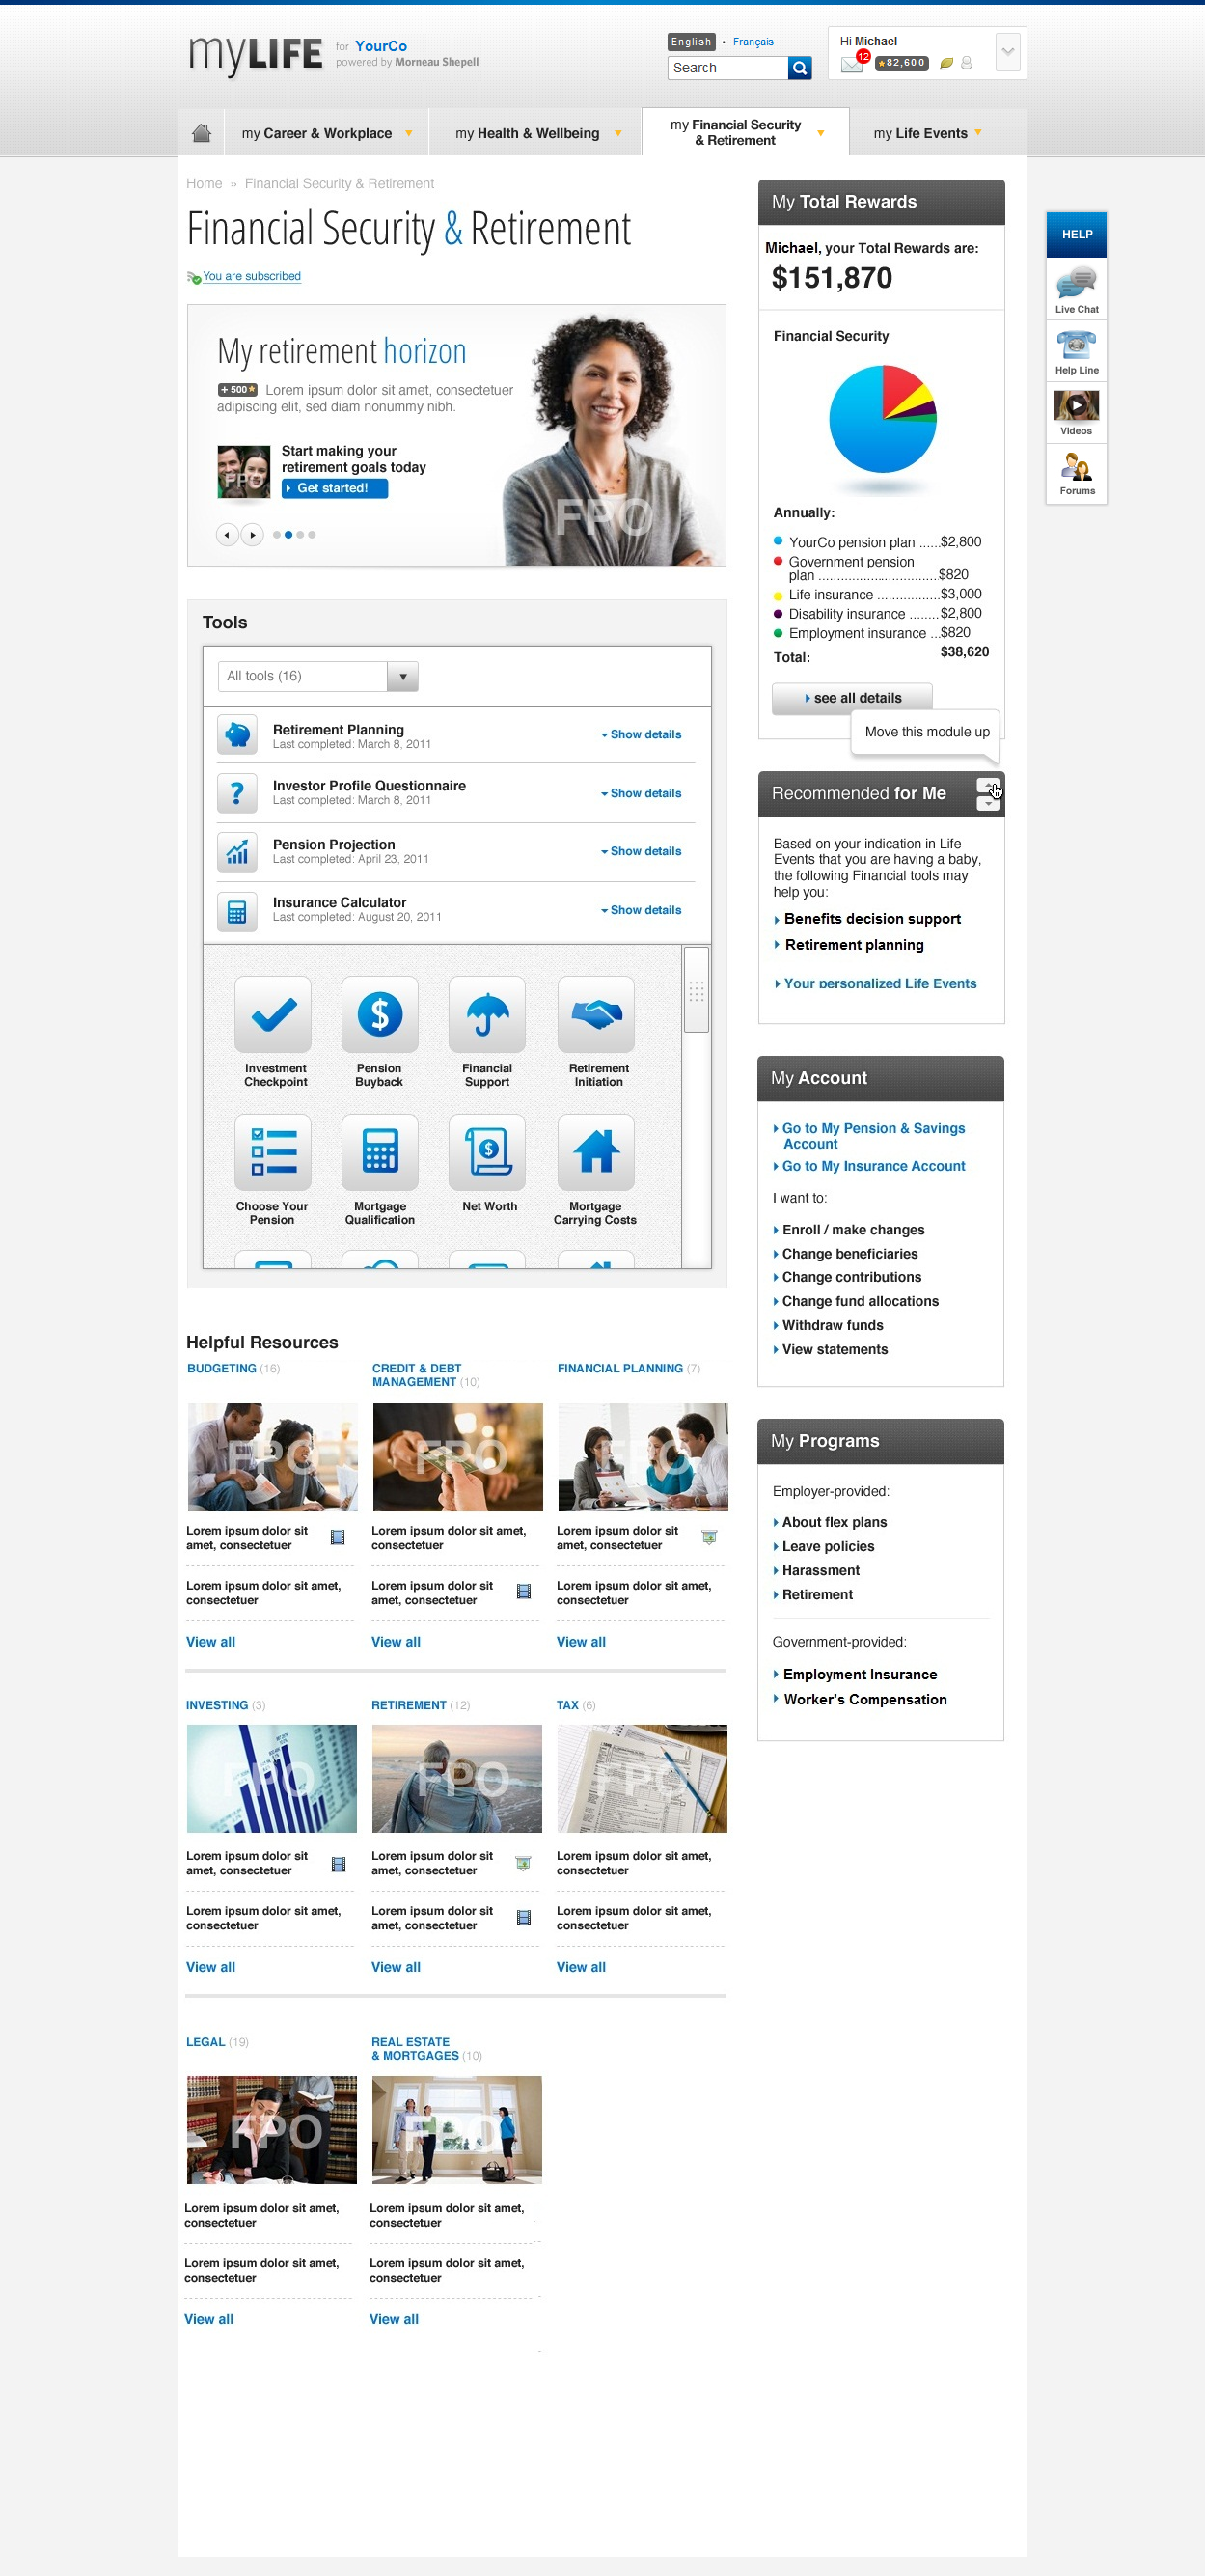 myLIFE for YourCo
powered by Morneau Shepell
English • Français
Search
Hi Michael
12
82,600
my Career & Workplace
my Health & Wellbeing
my Financial Security
& Retirement
my Life Events
Home » Financial Security & Retirement
Financial Security & Retirement
You are subscribed
My retirement horizon
+ 500 Lorem ipsum dolor sit amet, consectetuer
adipiscing elit, sed diam nonummy nibh.
FPO
Start making your
retirement goals today
Get started!
FPO
Tools
All tools (16)
Retirement Planning
Last completed: March 8, 2011
Show details
Investor Profile Questionnaire
Last completed: March 8, 2011
Show details
Pension Projection
Last completed: April 23, 2011
Show details
Insurance Calculator
Last completed: August 20, 2011
Show details
Investment
Checkpoint
Pension
Buyback
Financial
Support
Retirement
Initiation
Choose Your
Pension
Mortgage
Qualification
Net Worth
Mortgage
Carrying Costs
Helpful Resources
BUDGETING (16)
CREDIT & DEBT
MANAGEMENT (10)
FINANCIAL PLANNING (7)
FPO
FPO
FPO
Lorem ipsum dolor sit
amet, consectetuer
Lorem ipsum dolor sit amet,
consectetuer
Lorem ipsum dolor sit
amet, consectetuer
Lorem ipsum dolor sit amet,
consectetuer
Lorem ipsum dolor sit
amet, consectetuer
Lorem ipsum dolor sit amet,
consectetuer
View all
View all
View all
INVESTING (3)
RETIREMENT (12)
TAX (6)
FPO
FPO
FPO
Lorem ipsum dolor sit
amet, consectetuer
Lorem ipsum dolor sit
amet, consectetuer
Lorem ipsum dolor sit amet,
consectetuer
Lorem ipsum dolor sit amet,
consectetuer
Lorem ipsum dolor sit
amet, consectetuer
Lorem ipsum dolor sit amet,
consectetuer
View all
View all
View all
LEGAL (19)
REAL ESTATE
& MORTGAGES (10)
FPO
FPO
Lorem ipsum dolor sit amet,
consectetuer
Lorem ipsum dolor sit amet,
consectetuer
Lorem ipsum dolor sit amet,
consectetuer
Lorem ipsum dolor sit amet,
consectetuer
View all
View all
My Total Rewards
Michael, your Total Rewards are:
$151,870
Financial Security
Annually:
YourCo pension plan ......$2,800
Government pension
plan ................................$820
Life insurance .................$3,000
Disability insurance ........$2,800
Employment insurance ...$820
Total: $38,620
see all details
Move this module up
Recommended for Me
Based on your indication in Life
Events that you are having a baby,
the following Financial tools may
help you:
Benefits decision support
Retirement planning
Your personalized Life Events
My Account
Go to My Pension & Savings
Account
Go to My Insurance Account
I want to:
Enroll / make changes
Change beneficiaries
Change contributions
Change fund allocations
Withdraw funds
View statements
My Programs
Employer-provided:
About flex plans
Leave policies
Harassment
Retirement
Government-provided:
Employment Insurance
Worker's Compensation
HELP
Live Chat
Help Line
Videos
Forums